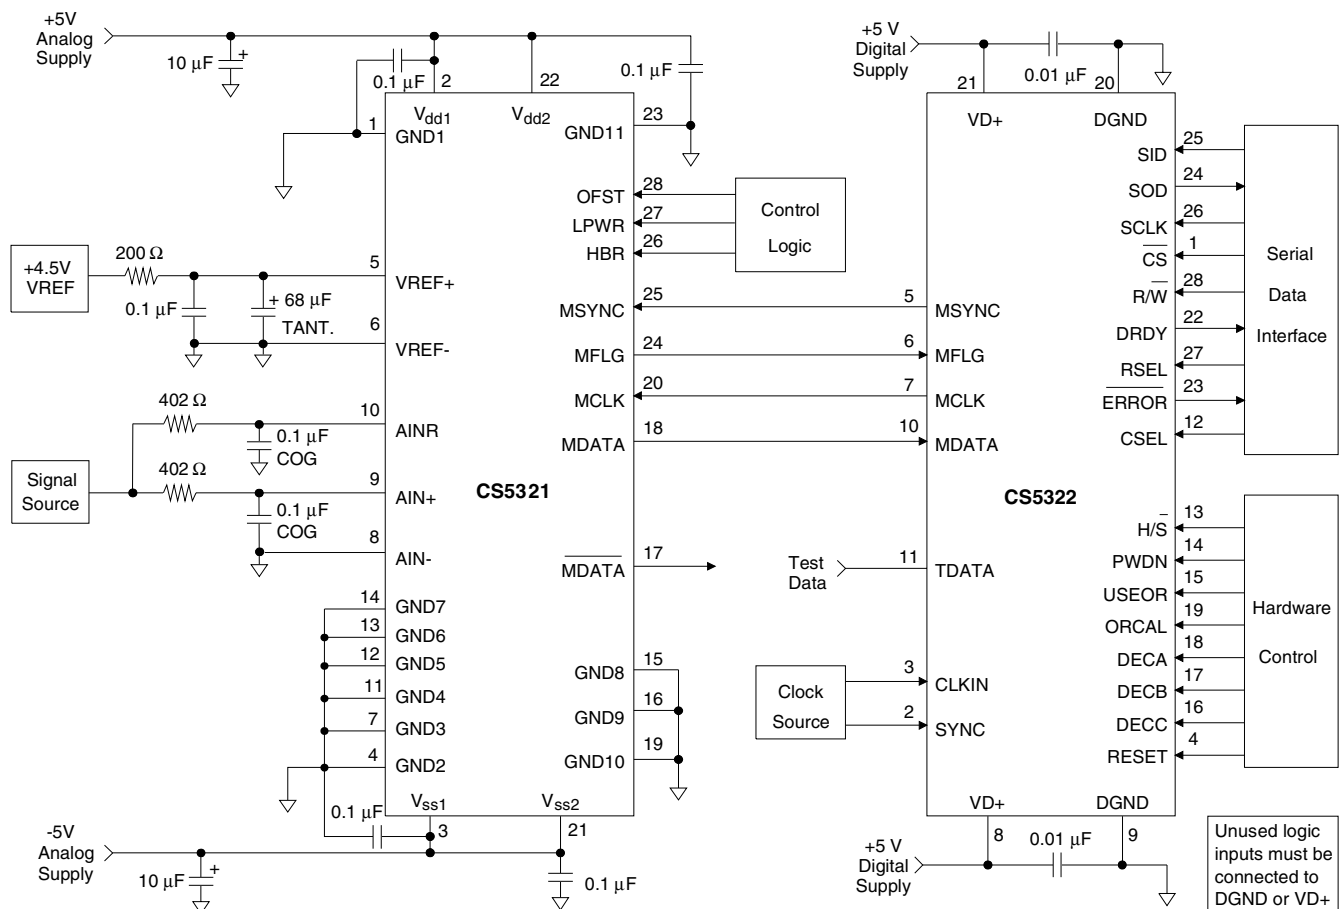 +5V
Analog
Supply
10 µF
+
0.1 µF
2
22
0.1 µF
Vdd1
Vdd2
1
GND1
23
GND11
28
OFST
27
LPWR
26
HBR
Control
Logic
+4.5V
VREF
200 Ω
5
VREF+
0.1 µF
+ 68 µF
TANT.
6
VREF-
25
MSYNC
24
MFLG
20
MCLK
18
MDATA
402 Ω
10
AINR
0.1 µF
COG
Signal
Source
402 Ω
9
AIN+
0.1 µF
COG
8
AIN-
CS5321
17
MDATA
14
GND7
13
GND6
12
GND5
11
GND4
7
GND3
4
GND2
15
GND8
16
GND9
19
GND10
0.1 µF
Vss1
3
Vss2
21
-5V
Analog
Supply
10 µF
+
0.1 µF
+5 V
Digital
Supply
0.01 µF
21
20
VD+
DGND
5
MSYNC
6
MFLG
7
MCLK
10
MDATA
CS5322
Test
Data
11
TDATA
Clock
Source
3
CLKIN
2
SYNC
25
SID
24
SOD
26
SCLK
1
CS
28
R/W
22
DRDY
27
RSEL
23
ERROR
12
CSEL
Serial
Data
Interface
13
H/S
14
PWDN
15
USEOR
19
ORCAL
18
DECA
17
DECB
16
DECC
4
RESET
Hardware
Control
VD+
DGND
8
9
+5 V
Digital
Supply
0.01 µF
Unused logic
inputs must be
connected to
DGND or VD+